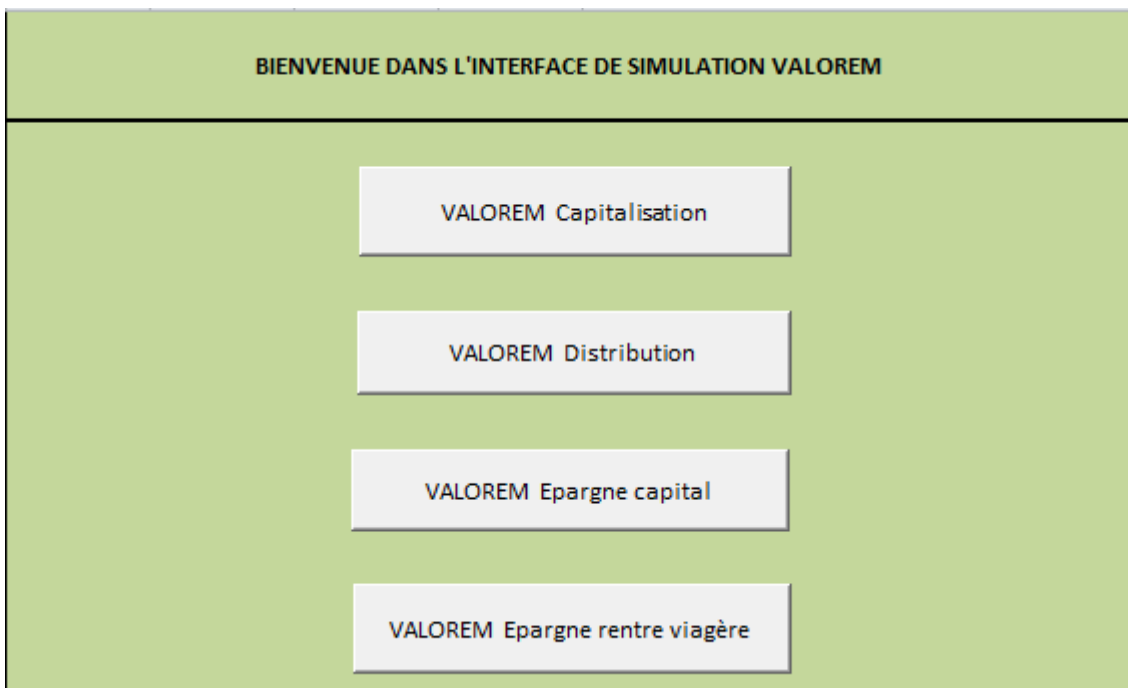 BIENVENUE DANS L'INTERFACE DE SIMULATION VALOREM
VALOREM Capitalisation
VALOREM Distribution
VALOREM Epargne capital
VALOREM Epargne rentre viagère